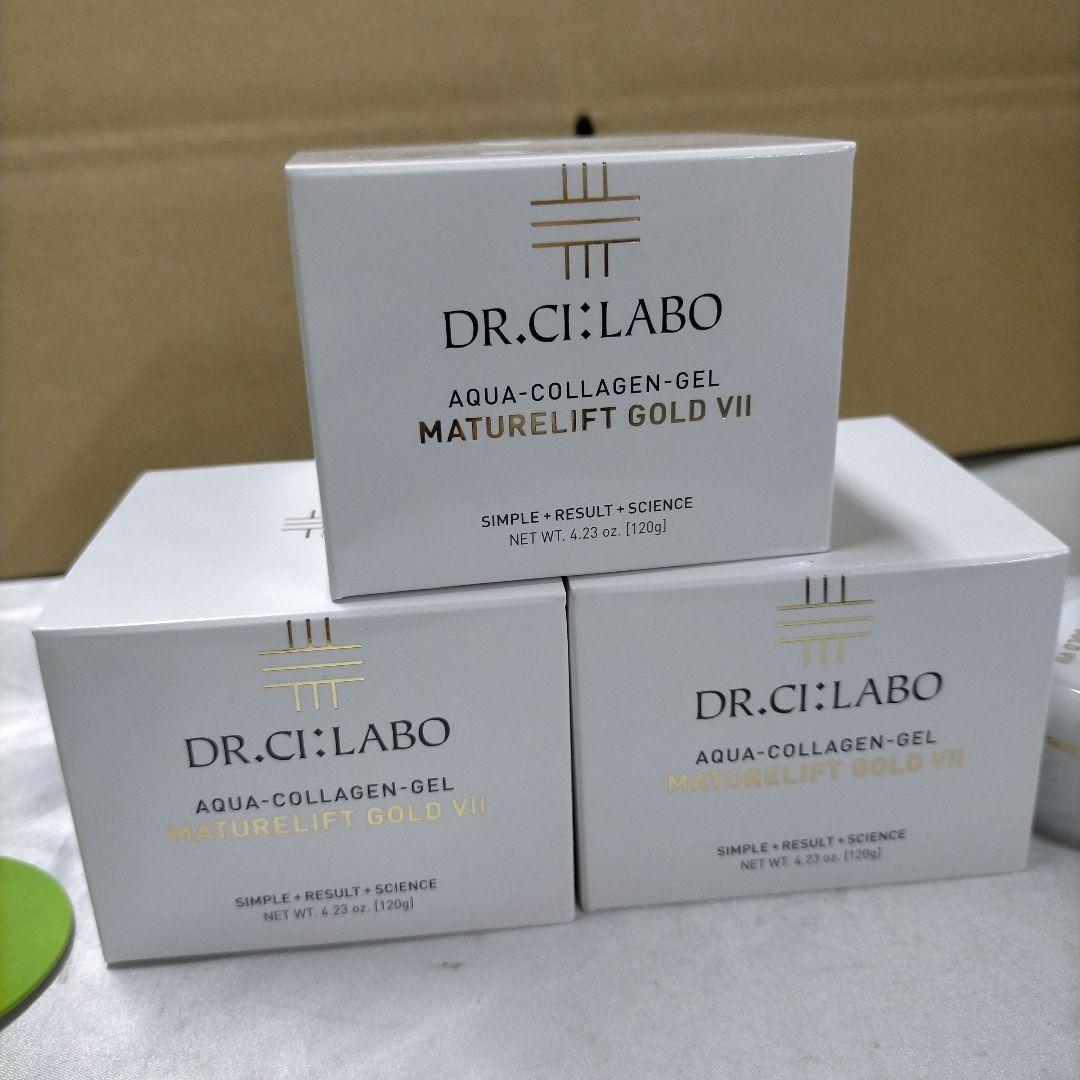 DR.CI:LABO
AQUA-COLLAGEN-GEL
MATURELIFT GOLD VII
SIMPLE + RESULT + SCIENCE
NET WT. 4.23 oz. [120g]
DR.CI:LABO
AQUA-COLLAGEN-GEL
MATURELIFT GOLD VII
SIMPLE + RESULT + SCIENCE
NET WT. 4.23 oz. [120g]
DR.CI:LABO
AQUA-COLLAGEN-GEL
MATURELIFT GOLD VII
SIMPLE + RESULT + SCIENCE
NET WT. 4.23 oz. [120g]